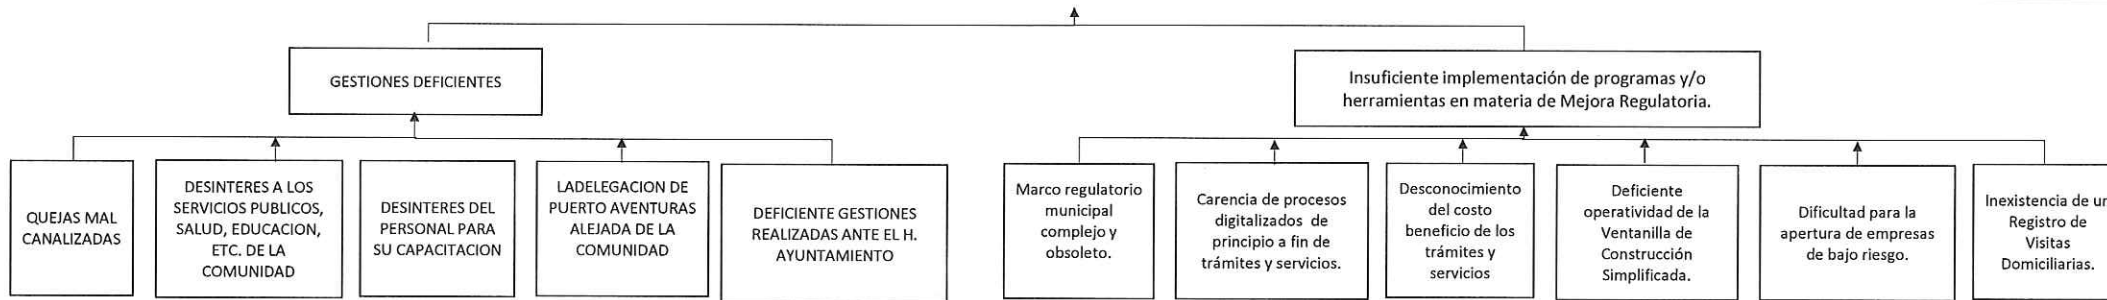 GESTIONES DEFICIENTES
Insuficiente implementación de programas y/o
herramientas en materia de Mejora Regulatoria.
QUEJAS MAL
CANALIZADAS
DESINTERES A LOS
SERVICIOS PUBLICOS,
SALUD, EDUCACION,
ETC. DE LA
COMUNIDAD
DESINTERES DEL
PERSONAL PARA
SU CAPACITACION
LADELEGACION DE
PUERTO AVENTURAS
ALEJADA DE LA
COMUNIDAD
DEFICIENTE GESTIONES
REALIZADAS ANTE EL H.
AYUNTAMIENTO
Marco regulatorio
municipal
complejo y
obsoleto.
Carencia de procesos
digitalizados de
principio a fin de
trámites y servicios.
Desconocimiento
del costo
beneficio de los
trámites y
servicios
Deficiente
operatividad de la
Ventanilla de
Construcción
Simplificada.
Dificultad para la
apertura de empresas
de bajo riesgo.
Inexistencia de un
Registro de
Visitas
Domiciliarias.